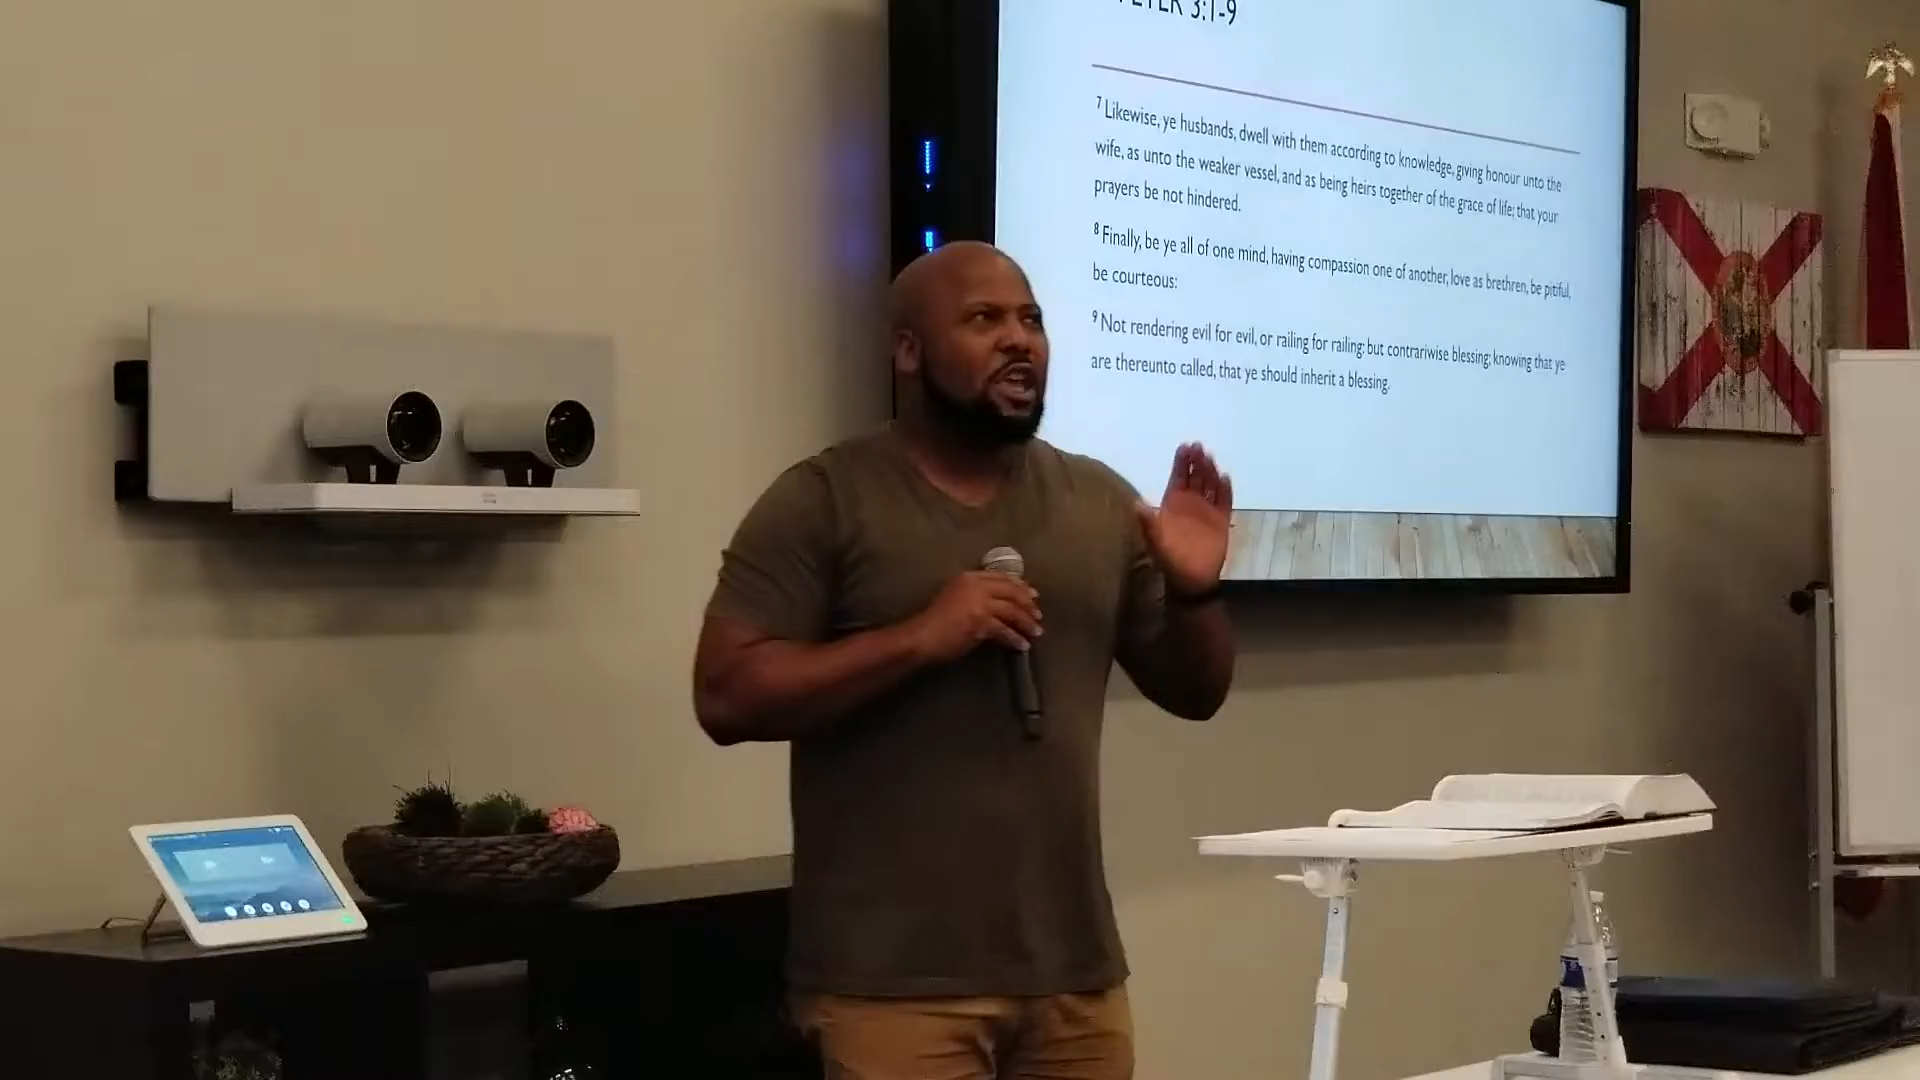 PETER 3:1-9
7 Likewise, ye husbands, dwell with them according to knowledge, giving honour unto the
wife, as unto the weaker vessel, and as being heirs together of the grace of life; that your
prayers be not hindered.
8 Finally, be ye all of one mind, having compassion one of another, love as brethren, be pitiful,
be courteous:
9 Not rendering evil for evil, or railing for railing: but contrariwise blessing; knowing that ye
are thereunto called, that ye should inherit a blessing.